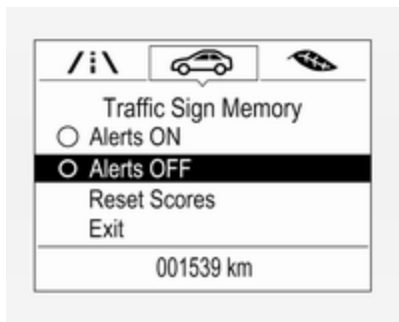 Traffic Sign Memory
Alerts ON
Alerts OFF
Reset Scores
Exit
001539 km